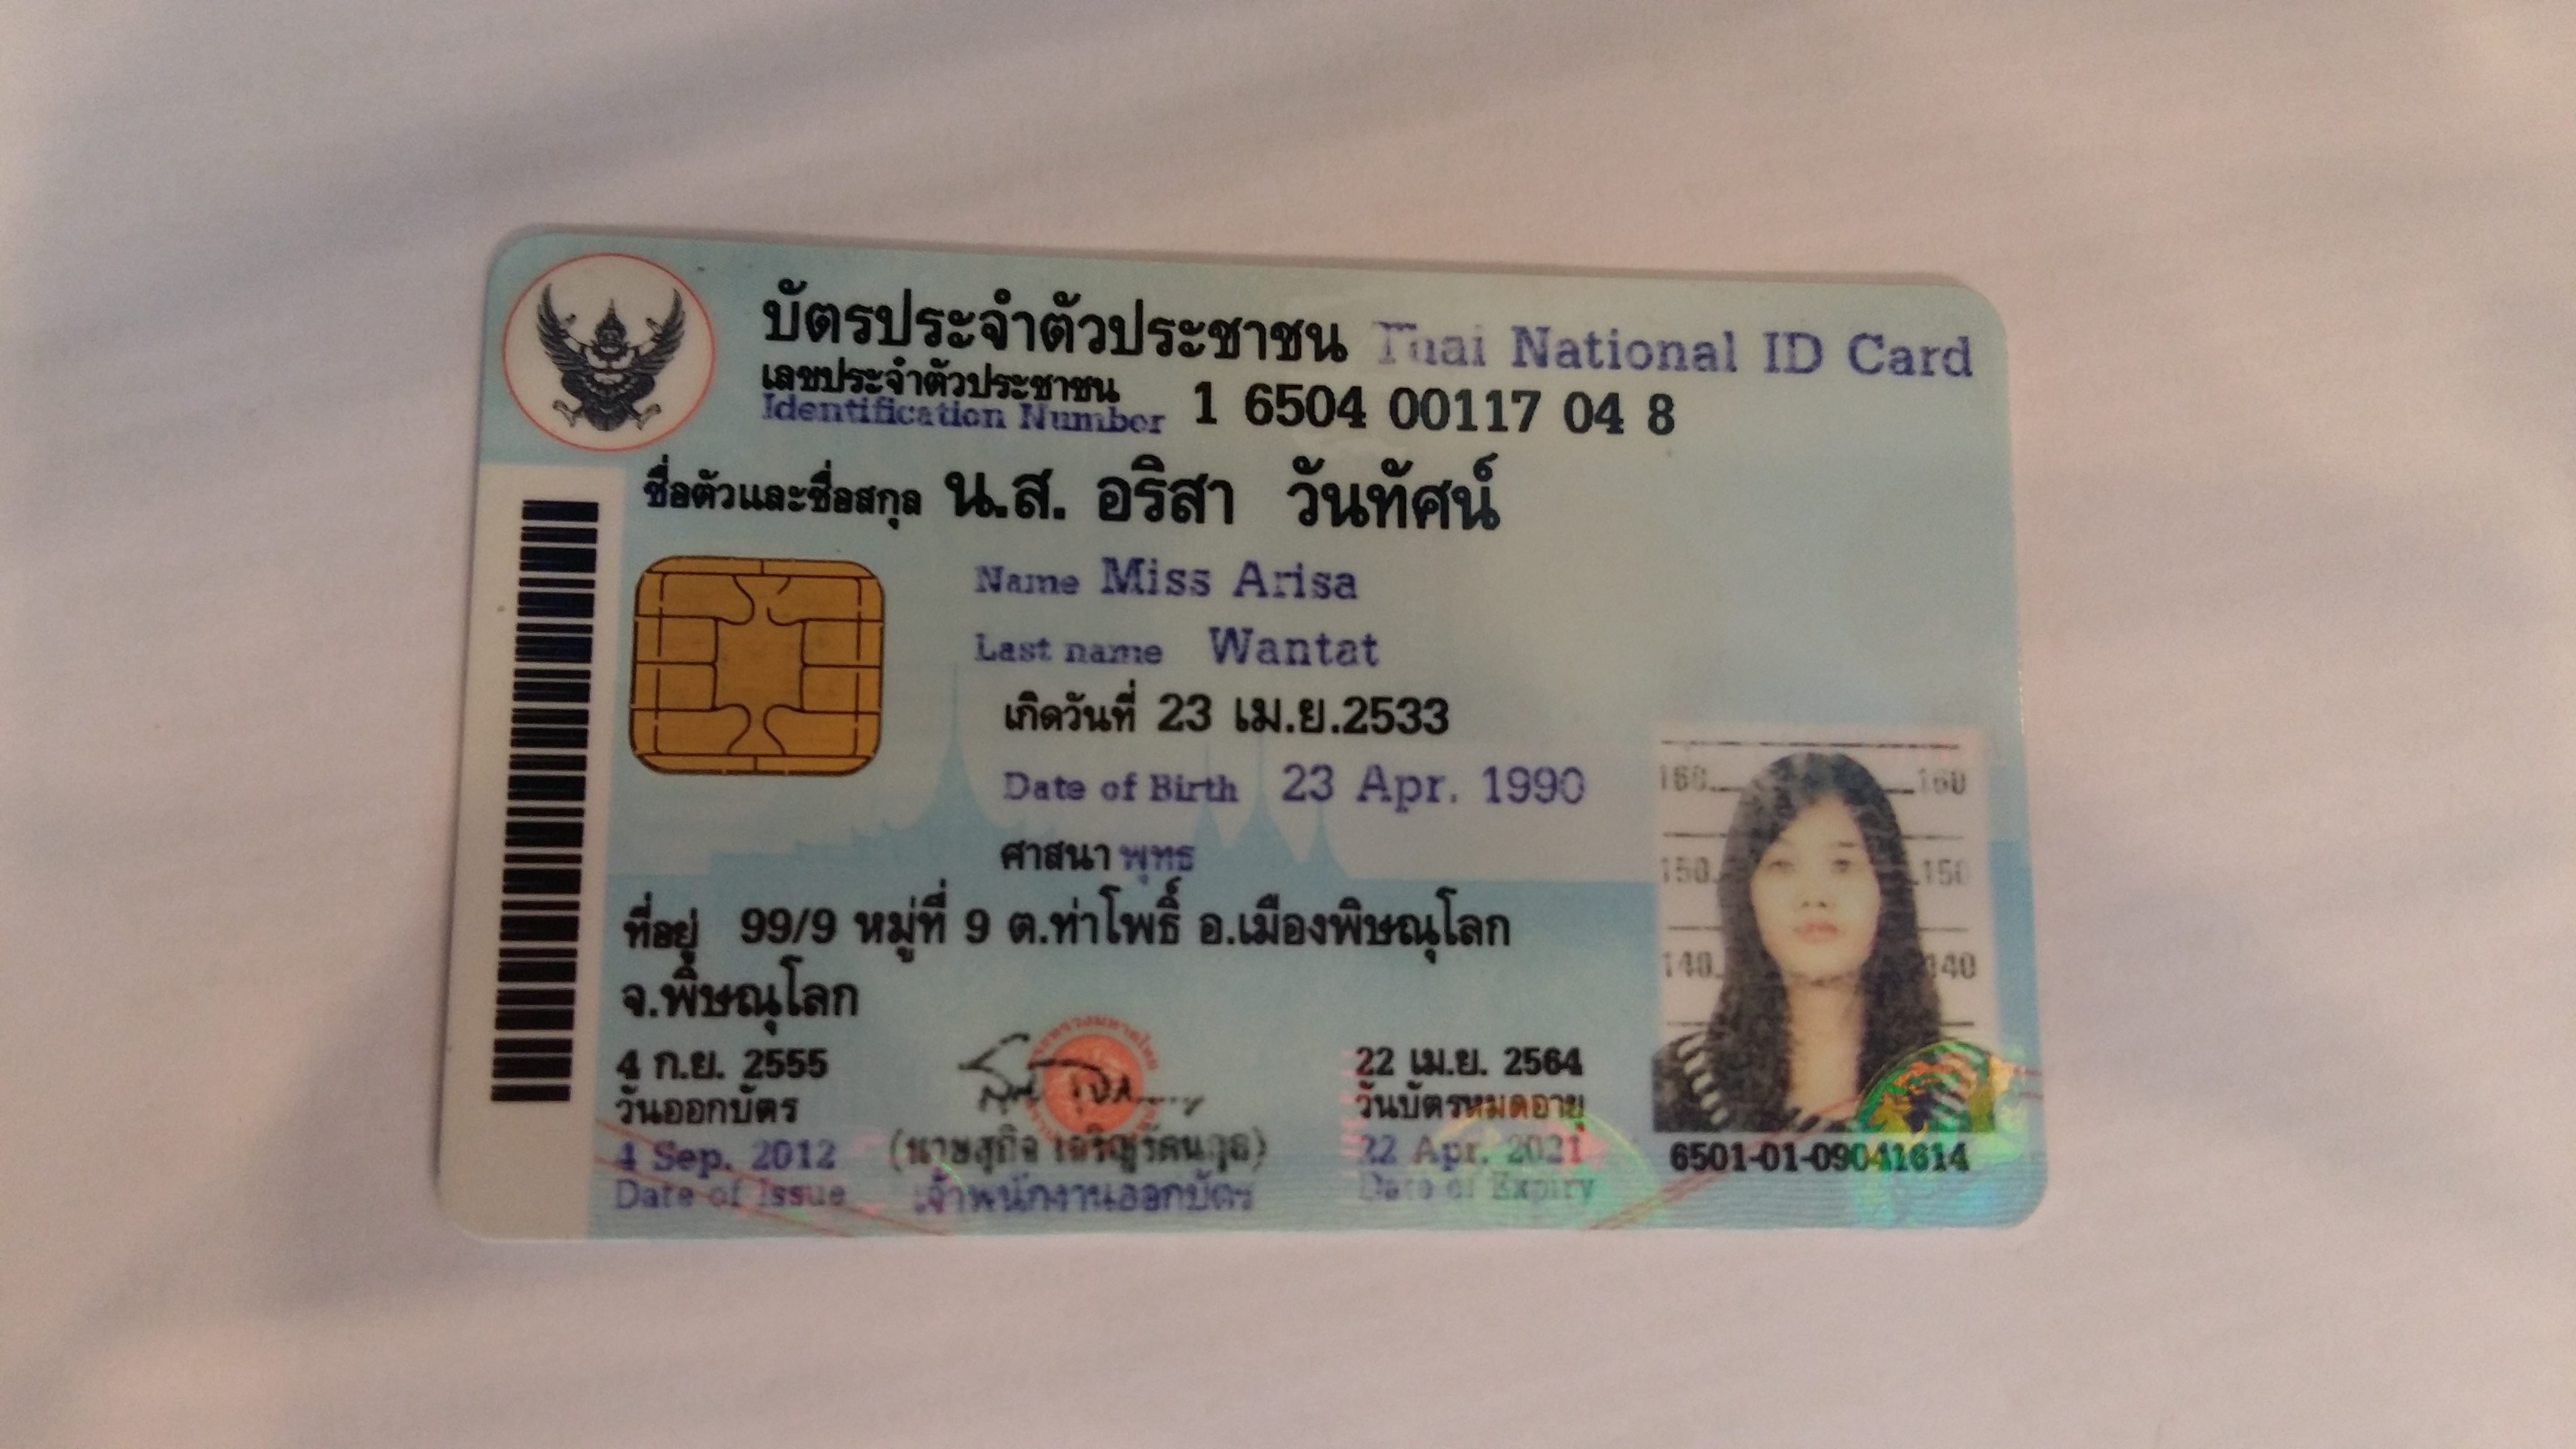 บัตรประจำตัวประชาชน Thai National ID Card
เลขประจำตัวประชาชน
Identification Number 1 6504 00117 04 8
ชื่อตัวและชื่อสกุล น.ส. อริสา วันทัศน์
Name Miss Arisa
Last name Wantat
เกิดวันที่ 23 เม.ย.2533
Date of Birth 23 Apr. 1990
ศาสนา พุทธ
ที่อยู่ 99/9 หมู่ที่ 9 ต.ท่าโพธิ์ อ.เมืองพิษณุโลก
จ.พิษณุโลก
4 ก.ย. 2555
วันออกบัตร
4 Sep. 2012
Date of Issue
(นายสุกิจ เจริญรัตนกุล)
เจ้าพนักงานออกบัตร
22 เม.ย. 2564
วันบัตรหมดอายุ
22 Apr. 2021
Date of Expiry
160 160
150 150
140 140
6501-01-09041614